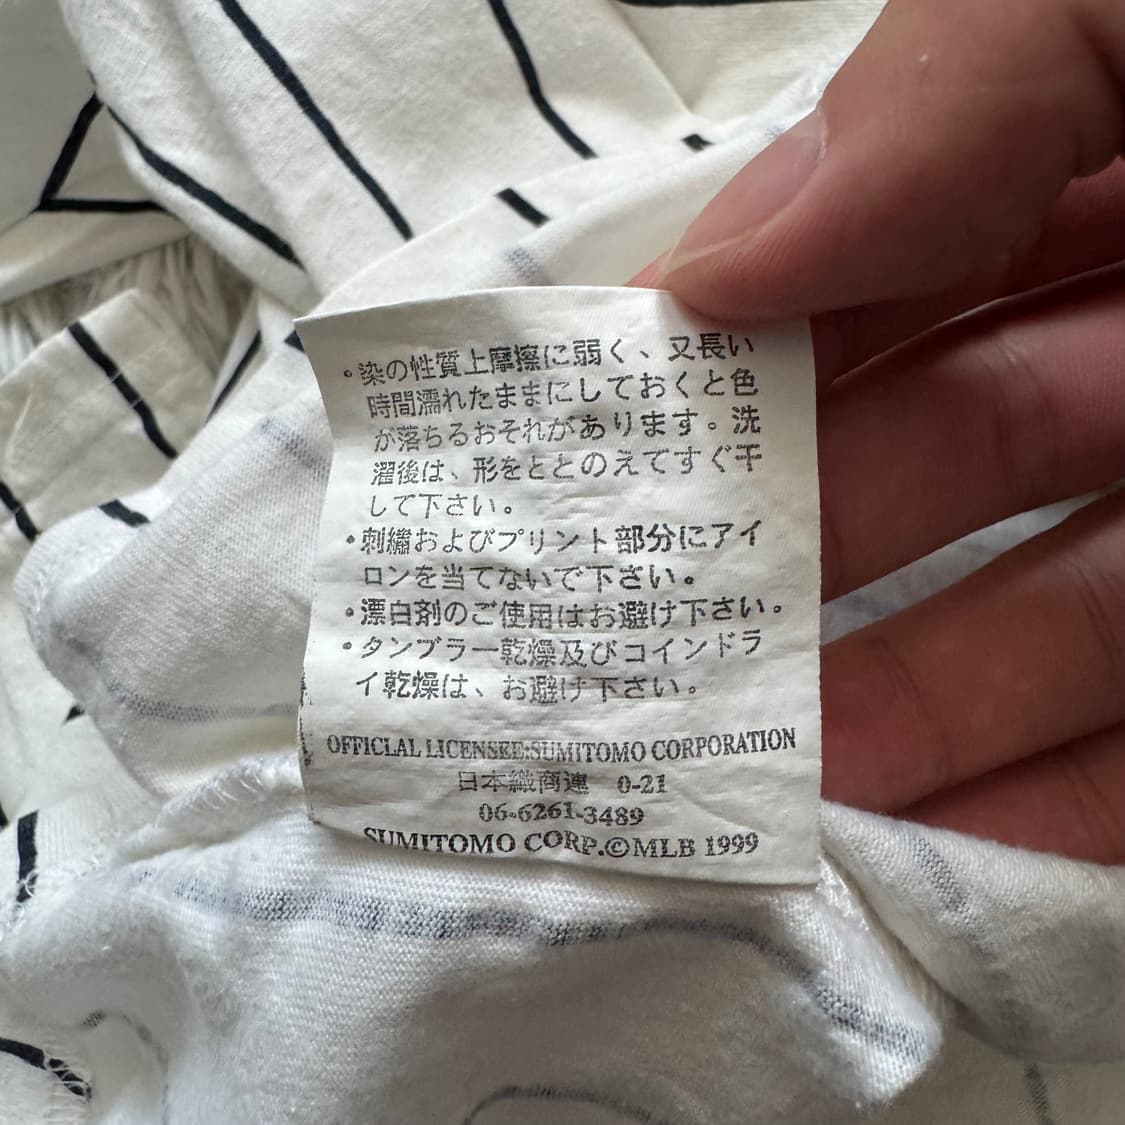 ・染の性質上摩擦に弱く、又長い
時間濡れたままにしておくと色
が落ちるおそれがあります。洗
濯後は、形をととのえてすぐ干
して下さい。
・刺繍およびプリント部分にアイ
ロンを当てないで下さい。
・漂白剤のご使用はお避け下さい。
・タンブラー乾燥及びコインドラ
イ乾燥は、お避け下さい。
OFFICLAL LICENSEE:SUMITOMO CORPORATION
日本織商連 0-21
06-6261-3489
SUMITOMO CORP.©MLB 1999